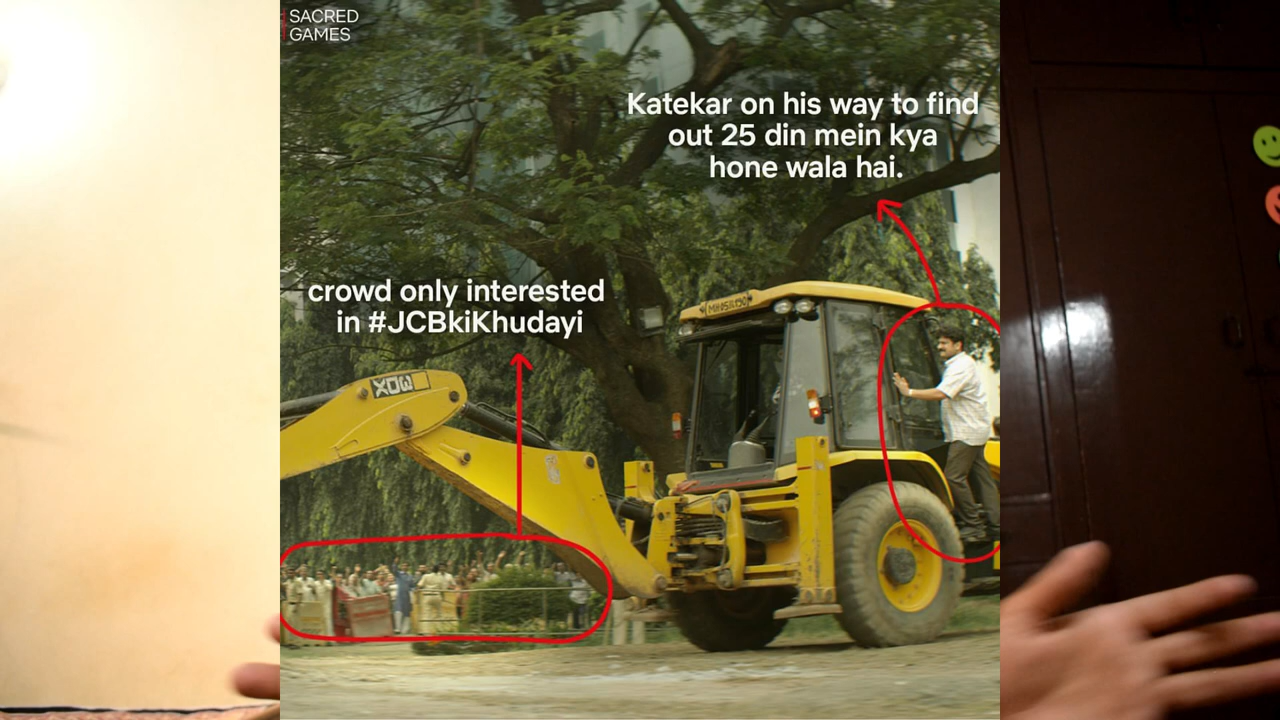 SACRED
GAMES
Katekar on his way to find
out 25 din mein kya
hone wala hai.
crowd only interested
in #JCBkiKhudayi